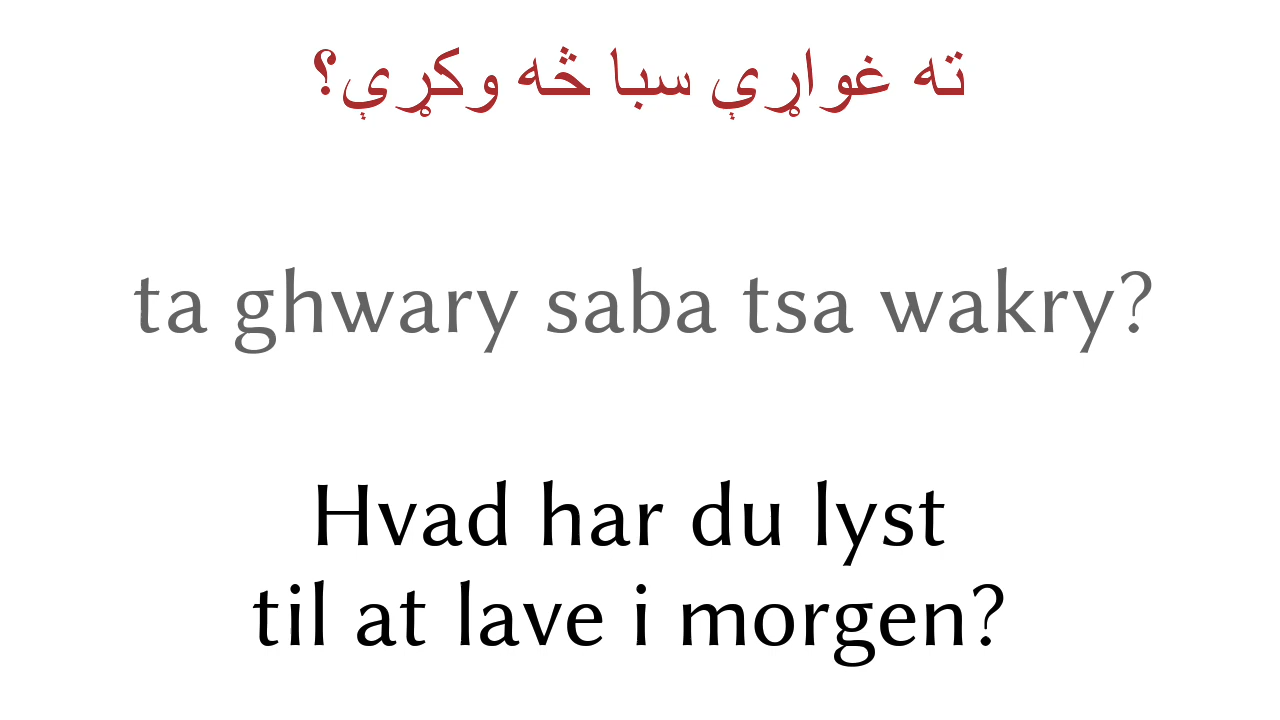 ته غواړې سبا څه وکړې؟
ta ghwary saba tsa wakry?
Hvad har du lyst
til at lave i morgen?